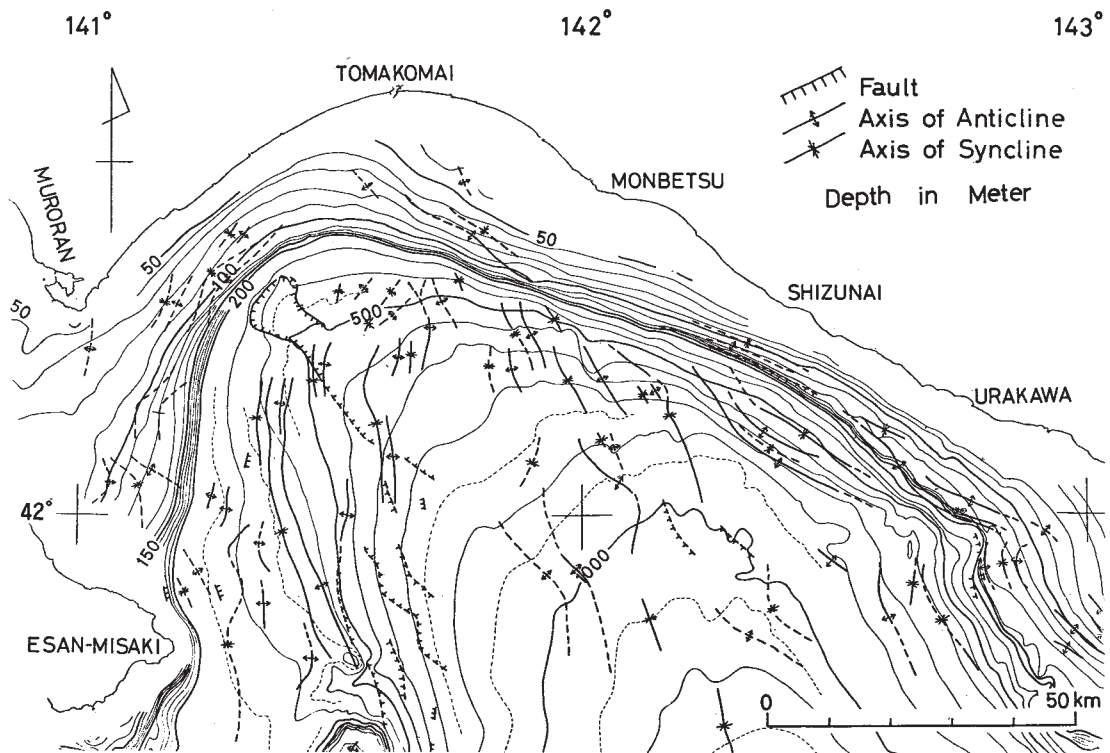 141°
142°
143°
TOMAKOMAI
Fault
Axis of Anticline
Axis of Syncline
MONBETSU
Depth in Meter
MURORAN
50
50
100
200
SHIZUNAI
50
500
URAKAWA
42°
150
1000
ESAN-MISAKI
0
50 km